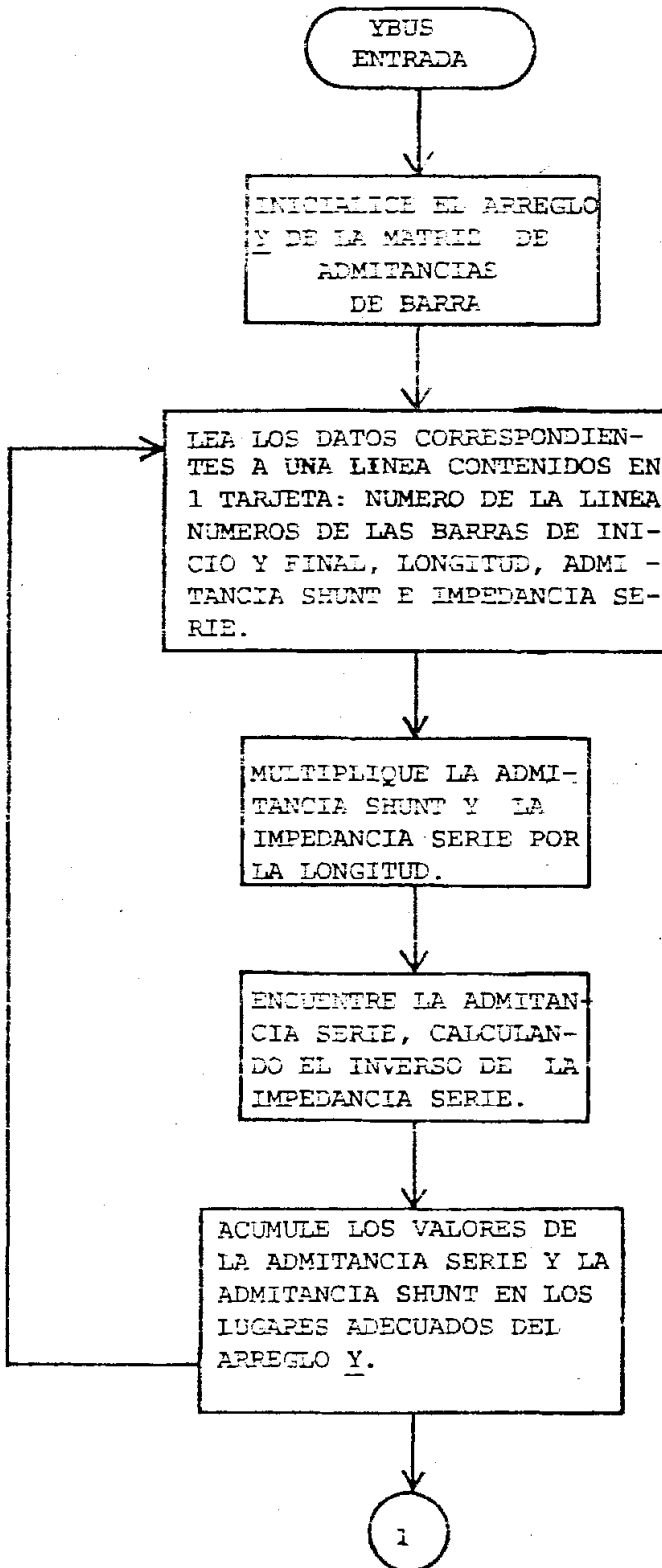 YBUS
ENTRADA
INICIALICE EL ARREGLO
Y DE LA MATRIZ DE
ADMITANCIAS
DE BARRA
LEA LOS DATOS CORRESPONDIEN-
TES A UNA LINEA CONTENIDOS EN
1 TARJETA: NUMERO DE LA LINEA
NUMEROS DE LAS BARRAS DE INI-
CIO Y FINAL, LONGITUD, ADMI -
TANCIA SHUNT E IMPEDANCIA SE-
RIE.
MULTIPLIQUE LA ADMI-
TANCIA SHUNT Y LA
IMPEDANCIA SERIE POR
LA LONGITUD.
ENCUENTRE LA ADMITAN-
CIA SERIE, CALCULAN-
DO EL INVERSO DE LA
IMPEDANCIA SERIE.
ACUMULE LOS VALORES DE
LA ADMITANCIA SERIE Y LA
ADMITANCIA SHUNT EN LOS
LUGARES ADECUADOS DEL
ARREGLO Y.
1